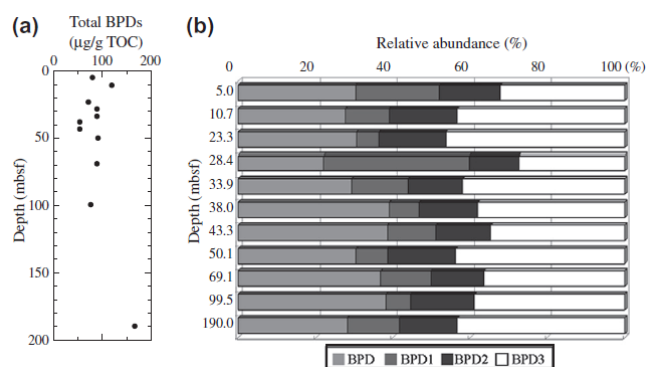 (a)
Total BPDs
(μg/g TOC)
0 100 200
0
50
100
150
200
Depth (mbsf)
(b)
Relative abundance (%)
0 20 40 60 80 100 (%)
5.0
10.7
23.3
28.4
33.9
38.0
43.3
50.1
69.1
99.5
190.0
Depth (mbsf)
BPD BPD1 BPD2 BPD3